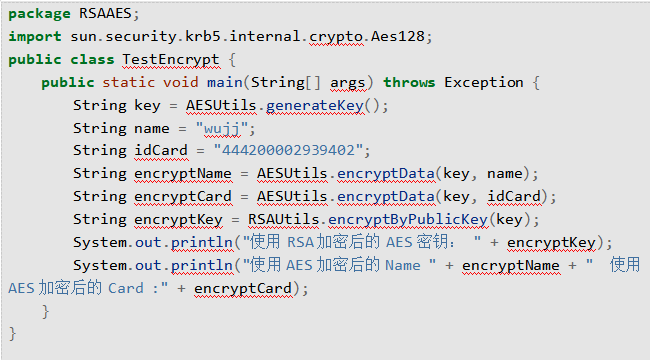 package RSAAES;
import sun.security.krb5.internal.crypto.Aes128;
public class TestEncrypt {
    public static void main(String[] args) throws Exception {
        String key = AESUtils.generateKey();
        String name = "wujj";
        String idCard = "444200002939402";
        String encryptName = AESUtils.encryptData(key, name);
        String encryptCard = AESUtils.encryptData(key, idCard);
        String encryptKey = RSAUtils.encryptByPublicKey(key);
        System.out.println("使用 RSA 加密后的 AES 密钥： " + encryptKey);
        System.out.println("使用 AES 加密后的 Name " + encryptName + "  使用
AES 加密后的 Card :" + encryptCard);
    }
}